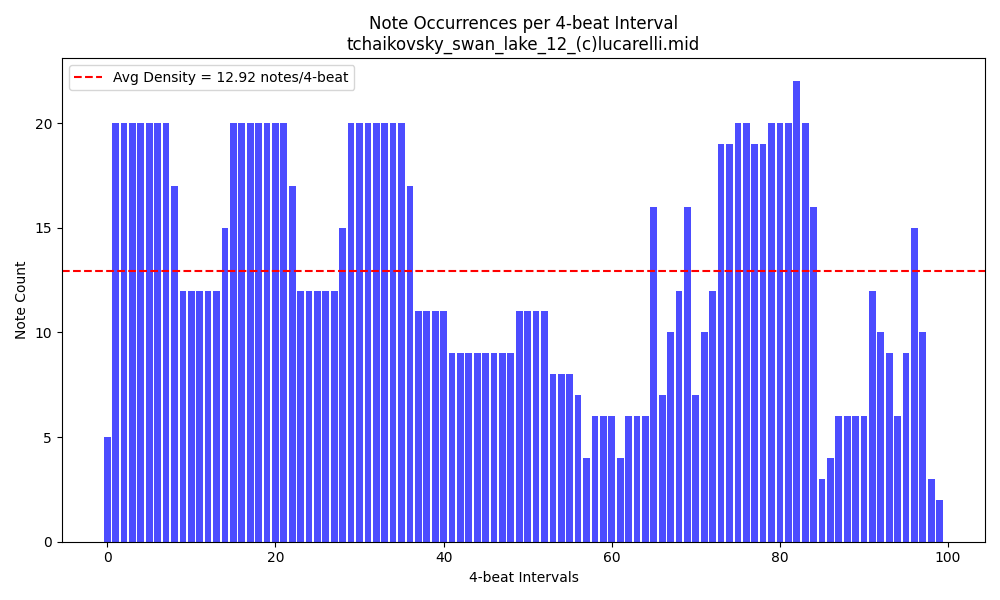 Note Occurrences per 4-beat Interval
tchaikovsky_swan_lake_12_(c)lucarelli.mid
Avg Density = 12.92 notes/4-beat
20
15
10
5
0
Note Count
0 20 40 60 80 100
4-beat Intervals